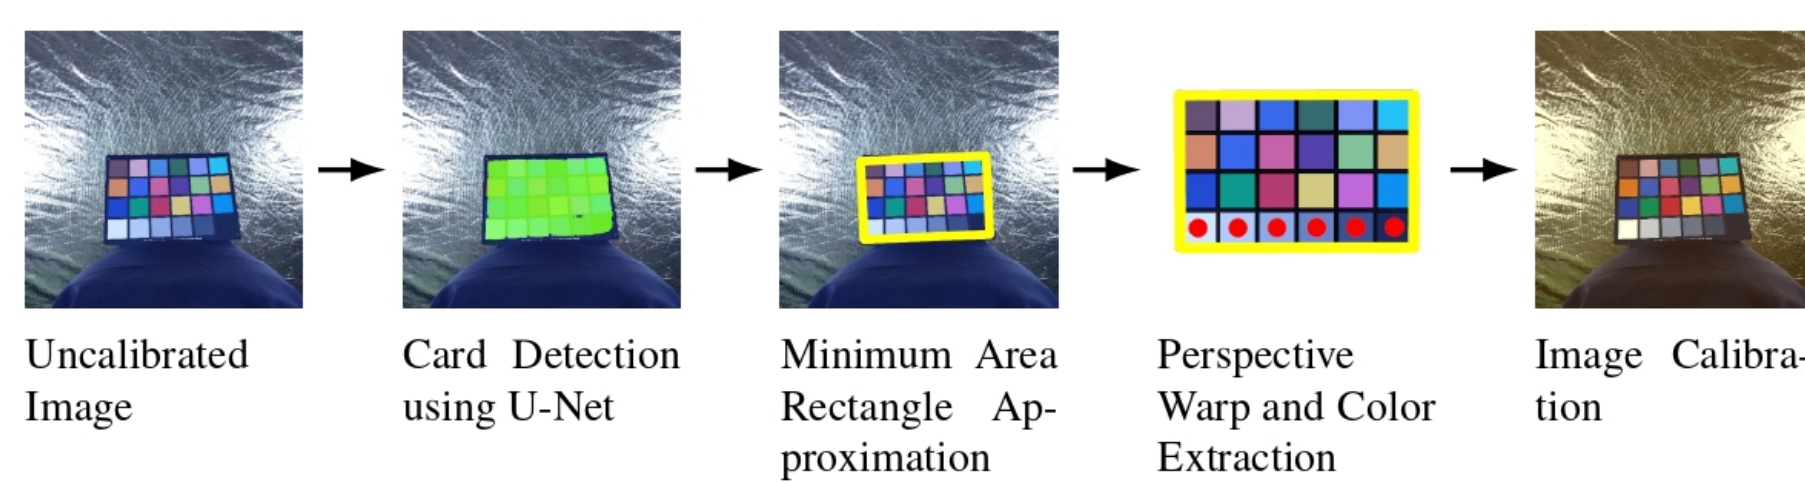 Uncalibrated
Image
Card Detection
using U-Net
Minimum Area
Rectangle Ap-
proximation
Perspective
Warp and Color
Extraction
Image Calibra-
tion